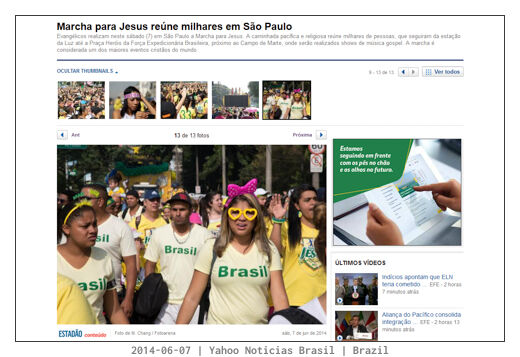 Marcha para Jesus reúne milhares em São Paulo
Evangélicos realizam neste sábado (7) em São Paulo a Marcha para Jesus. A caminhada pacífica e religiosa reúne milhares de pessoas, que seguiram da estação
da Luz até a Praça Heróis da Força Expedicionária Brasileira, próximo ao Campo de Marte, onde serão realizados shows de música gospel. A marcha é
considerada um dos maiores eventos cristãos do mundo.
OCULTAR THUMBNAILS
9 - 13 de 13
Ver todos
Ant
13 de 13 fotos
Próxima
60
Brasil
Brasil
Brasil
Brasil
Estamos
seguindo em frente
com os pés no chão
e os olhos no futuro.
ÚLTIMOS VÍDEOS
Indícios apontam que ELN
teria cometido ... EFE - 2 horas
7 minutos atrás
Aliança do Pacífico consolida
integração ... EFE - 2 horas 13
minutos atrás
ESTADÃO conteúdo
Foto de W. Chang / Fotoarena
sáb, 7 de jun de 2014
2014-06-07 | Yahoo Noticias Brasil | Brazil